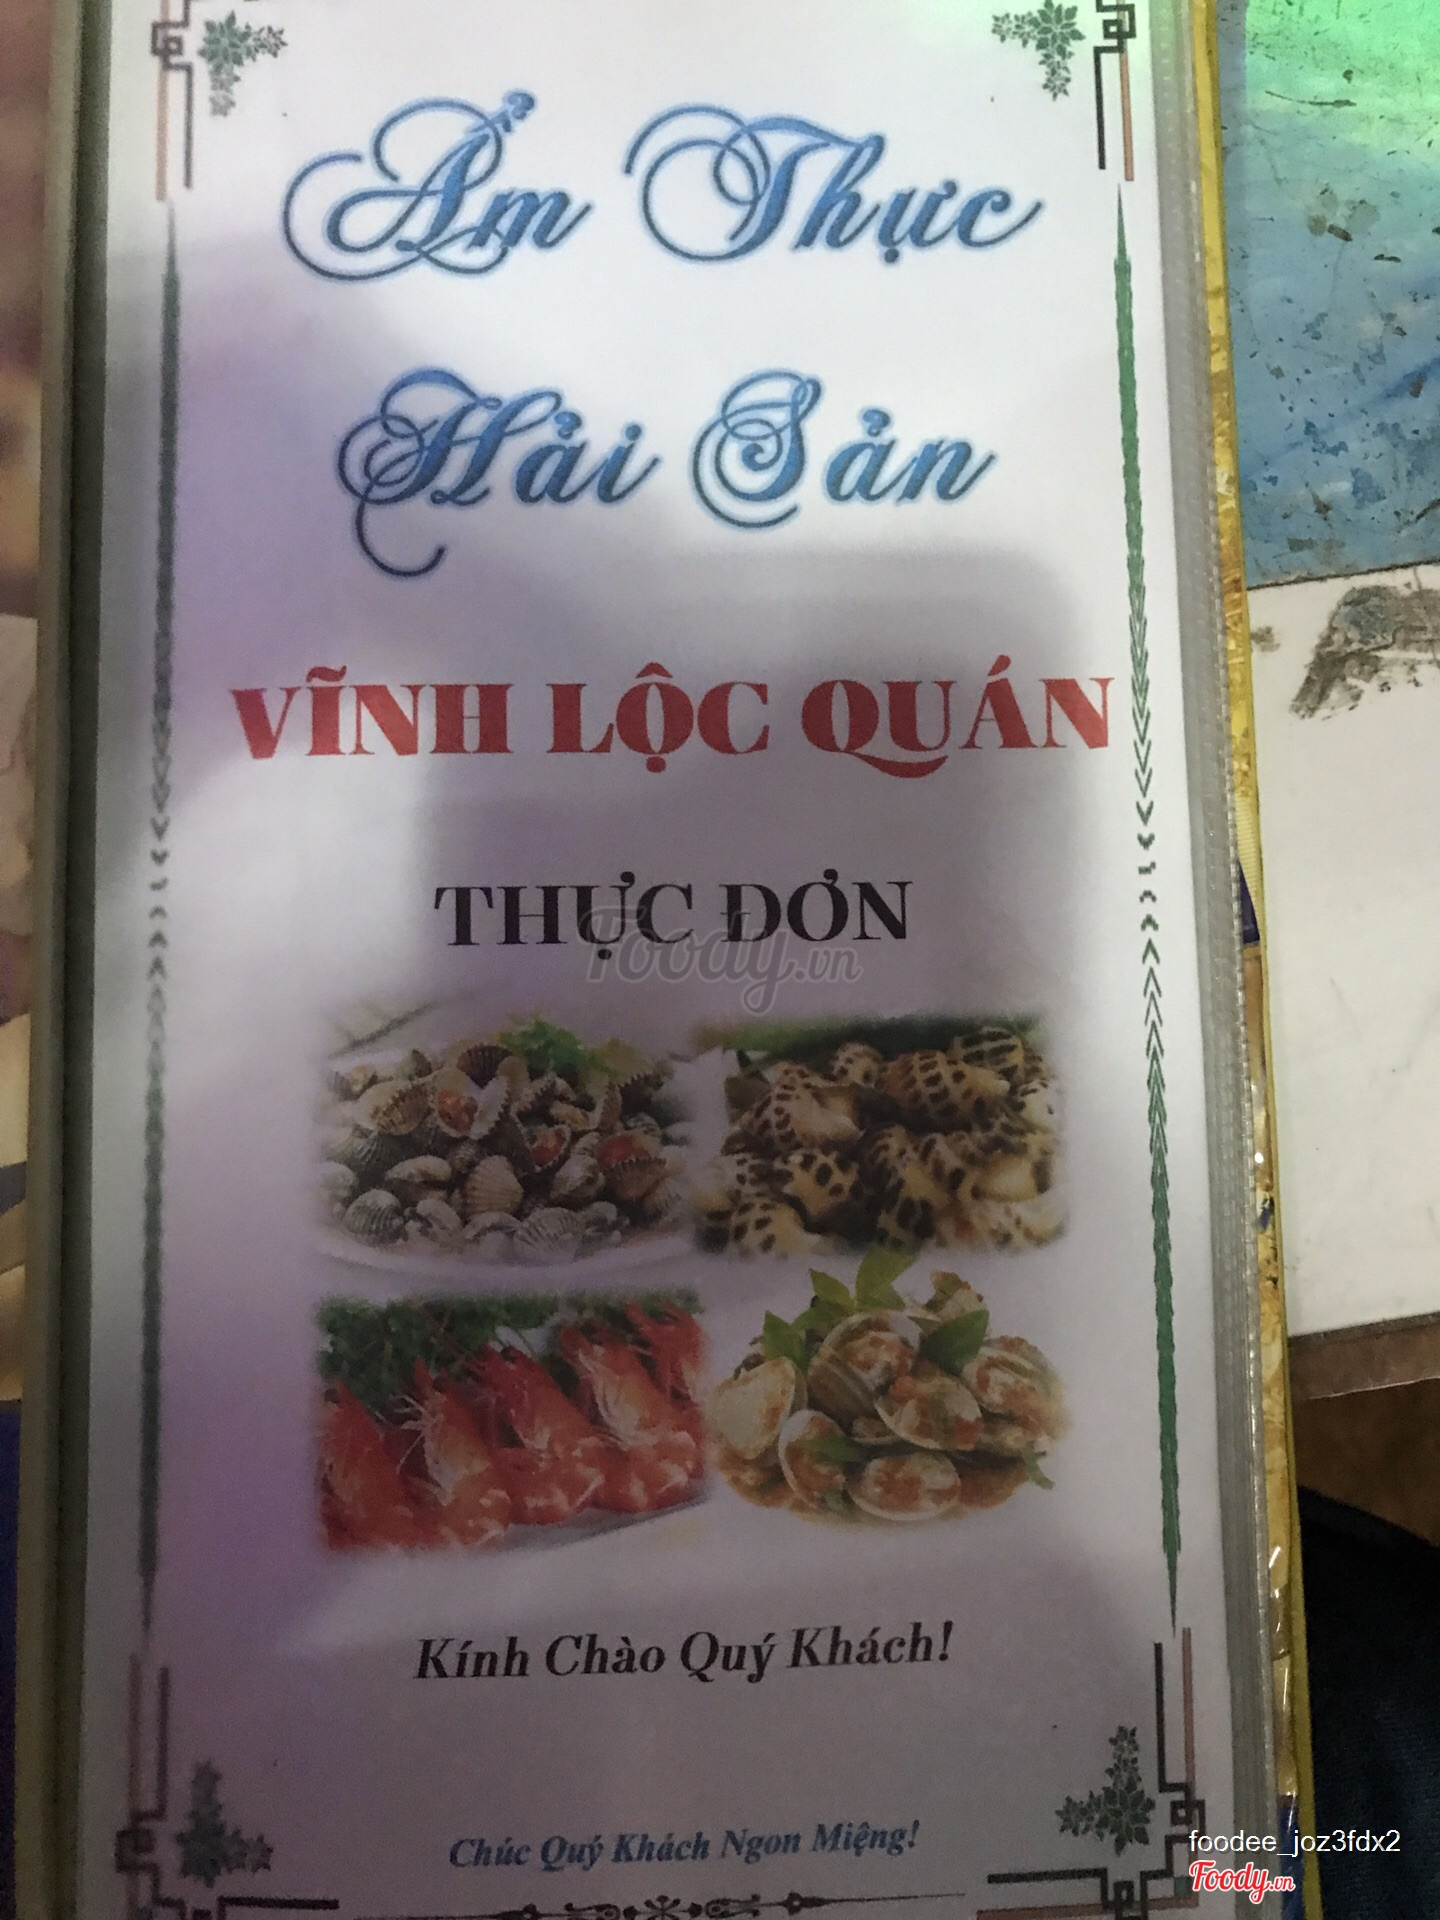 Ẩm Thực
Hải Sản
VĨNH LỘC QUÁN
THỰC ĐƠN
Foody.vn
Kính Chào Quý Khách!
Chúc Quý Khách Ngon Miệng!
foodee_joz3fdx2
Foody.vn